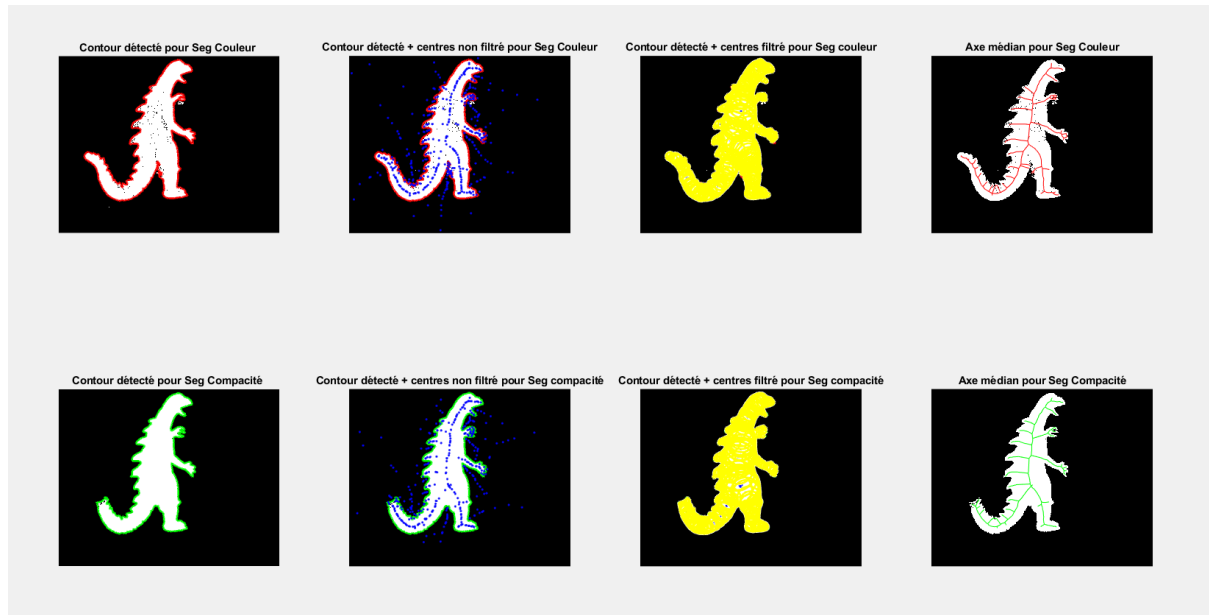 Contour détecté pour Seg Couleur
Contour détecté + centres non filtré pour Seg Couleur
Contour détecté + centres filtré pour Seg couleur
Axe médian pour Seg Couleur
Contour détecté pour Seg Compacité
Contour détecté + centres non filtré pour Seg compacité
Contour détecté + centres filtré pour Seg compacité
Axe médian pour Seg Compacité